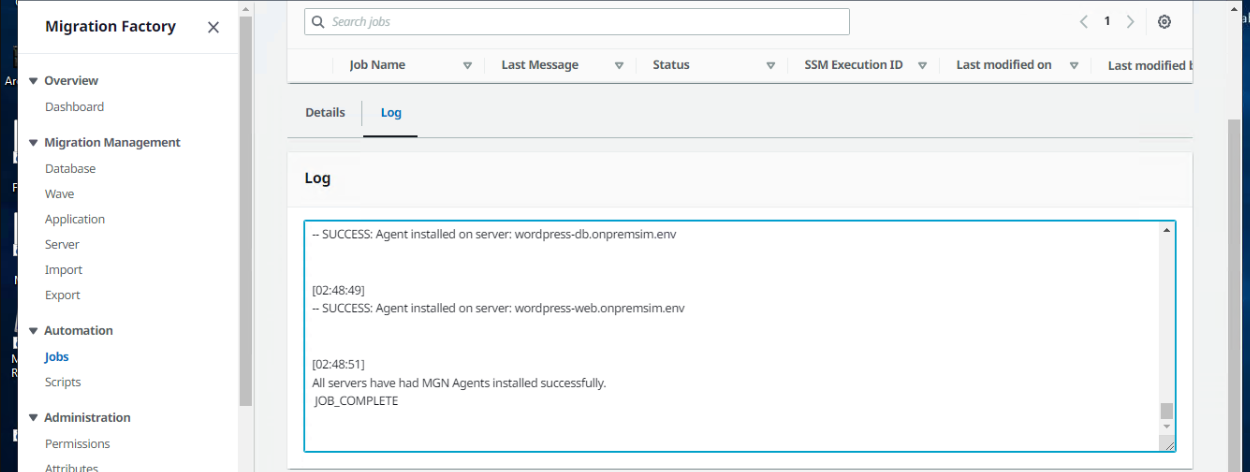 Migration Factory
Overview
Dashboard
Migration Management
Database
Wave
Application
Server
Import
Export
Automation
Jobs
Scripts
Administration
Permissions
Attributes
Search jobs
1
Job Name Last Message Status SSM Execution ID Last modified on Last modified
Details Log
Log
-- SUCCESS: Agent installed on server: wordpress-db.onpremsim.env
[02:48:49]
-- SUCCESS: Agent installed on server: wordpress-web.onpremsim.env
[02:48:51]
All servers have had MGN Agents installed successfully.
JOB_COMPLETE